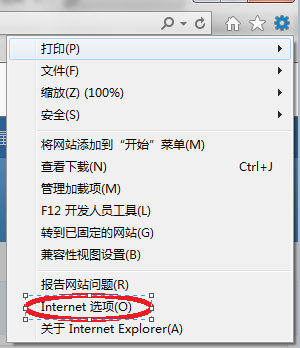 打印(P)
文件(F)
缩放(Z) (100%)
安全(S)
将网站添加到“开始”菜单(M)
查看下载(N) Ctrl+J
管理加载项(M)
F12 开发人员工具(L)
转到已固定的网站(G)
兼容性视图设置(B)
报告网站问题(R)
Internet 选项(O)
关于 Internet Explorer(A)